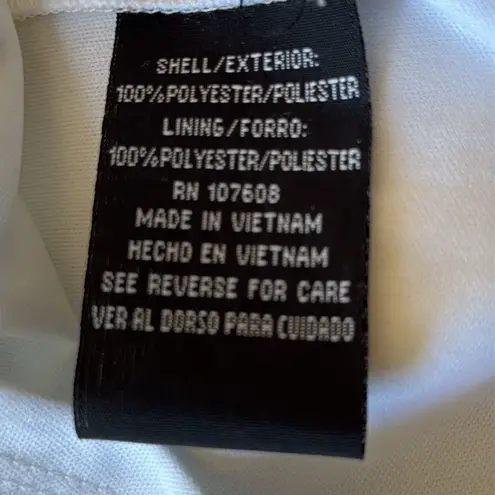 SHELL/EXTERIOR:
100%POLYESTER/POLIESTER
LINING/FORRO:
100%POLYESTER/POLIESTER
RN 107608
MADE IN VIETNAM
HECHO EN VIETNAM
SEE REVERSE FOR CARE
VER AL DORSO PARA CUIDADO